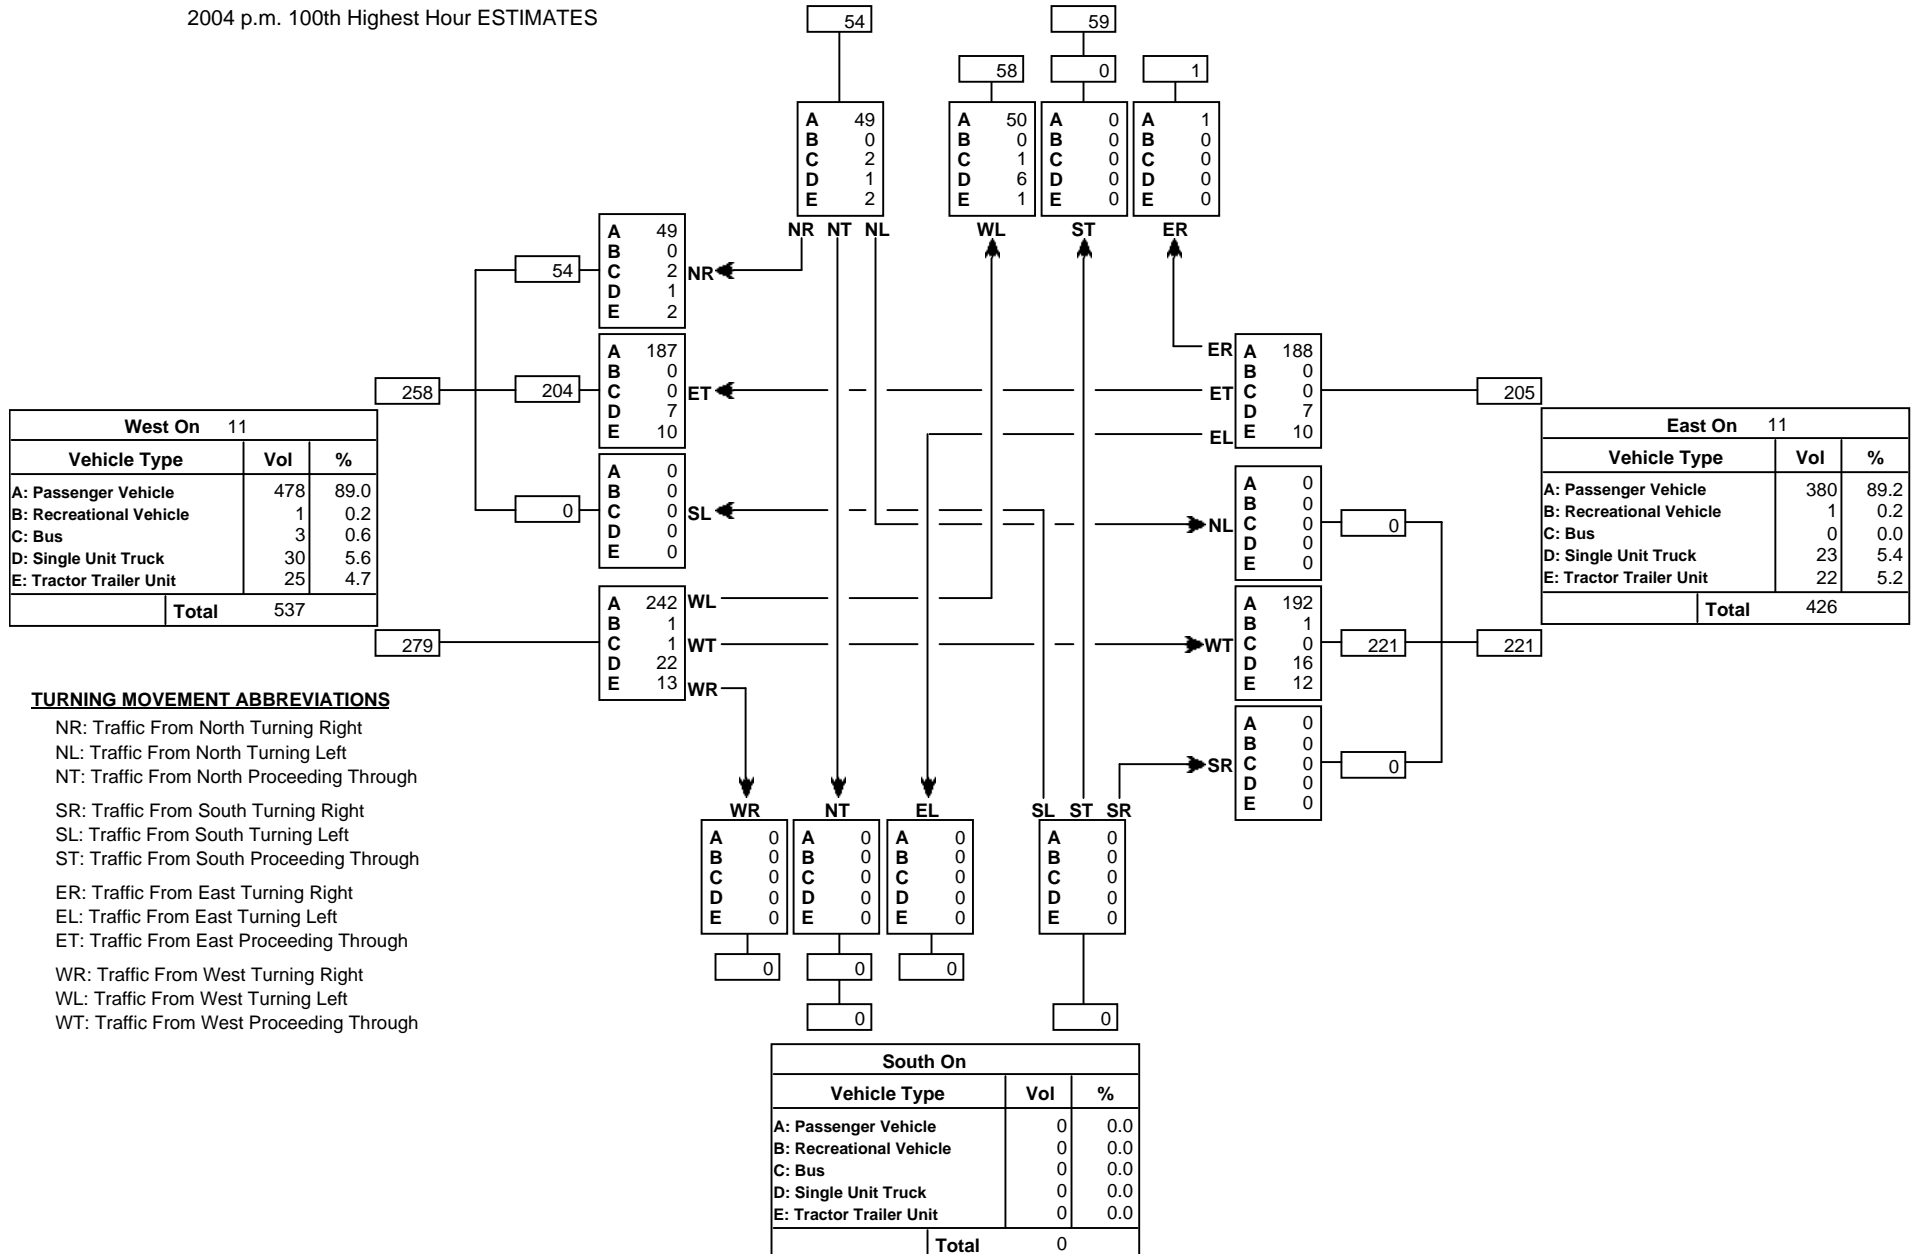 2004 p.m. 100th Highest Hour ESTIMATES
54
59
58
0
1
A 49
B 0
C 2
D 1
E 2
A 50
B 0
C 1
D 6
E 1
A 0
B 0
C 0
D 0
E 0
A 1
B 0
C 0
D 0
E 0
NR NT NL
WL
ST
ER
54
A 49
B 0
C 2
D 1
E 2
NR
258
204
A 187
B 0
C 0
D 7
E 10
ET
0
A 0
B 0
C 0
D 0
E 0
SL
279
A 242
B 1
C 1
D 22
E 13
WL
WT
WR
West On 11
Vehicle Type Vol %
A: Passenger Vehicle 478 89.0
B: Recreational Vehicle 1 0.2
C: Bus 3 0.6
D: Single Unit Truck 30 5.6
E: Tractor Trailer Unit 25 4.7
Total 537
ER
ET
EL
A 188
B 0
C 0
D 7
E 10
205
NL
A 0
B 0
C 0
D 0
E 0
0
WT
A 192
B 1
C 0
D 16
E 12
221
221
SR
A 0
B 0
C 0
D 0
E 0
0
East On 11
Vehicle Type Vol %
A: Passenger Vehicle 380 89.2
B: Recreational Vehicle 1 0.2
C: Bus 0 0.0
D: Single Unit Truck 23 5.4
E: Tractor Trailer Unit 22 5.2
Total 426
TURNING MOVEMENT ABBREVIATIONS
NR: Traffic From North Turning Right
NL: Traffic From North Turning Left
NT: Traffic From North Proceeding Through
SR: Traffic From South Turning Right
SL: Traffic From South Turning Left
ST: Traffic From South Proceeding Through
ER: Traffic From East Turning Right
EL: Traffic From East Turning Left
ET: Traffic From East Proceeding Through
WR: Traffic From West Turning Right
WL: Traffic From West Turning Left
WT: Traffic From West Proceeding Through
WR
NT
EL
SL ST SR
A 0
B 0
C 0
D 0
E 0
A 0
B 0
C 0
D 0
E 0
A 0
B 0
C 0
D 0
E 0
A 0
B 0
C 0
D 0
E 0
0
0
0
0
0
South On
Vehicle Type Vol %
A: Passenger Vehicle 0 0.0
B: Recreational Vehicle 0 0.0
C: Bus 0 0.0
D: Single Unit Truck 0 0.0
E: Tractor Trailer Unit 0 0.0
Total 0